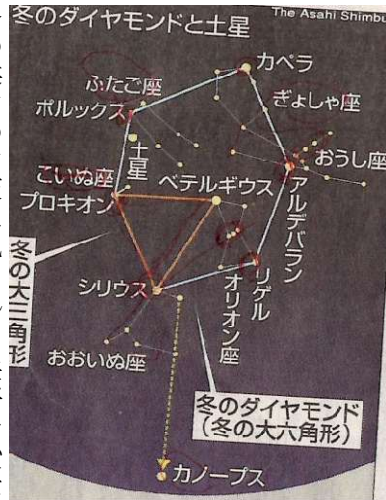 冬のダイヤモンドと土星
The Asahi Shimbu
カペラ
ふたご座
ぎょしゃ座
ポルックス
土星
おうし座
こいぬ座
ベテルギウス
プロキオン
アルデバラン
冬の大三角形
シリウス
リゲル
オリオン座
おおいぬ座
冬のダイヤモンド
(冬の大六角形)
カノープス